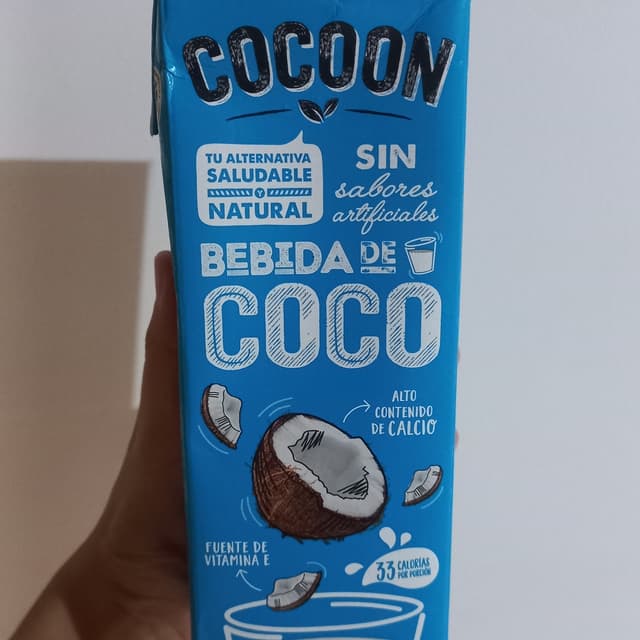 COCOON
TU ALTERNATIVA
SALUDABLE
Y
NATURAL
SIN
sabores
artificiales
BEBIDA DE
COCO
ALTO
CONTENIDO
DE CALCIO
FUENTE DE
VITAMINA E
33 CALORÍAS
POR PORCIÓN